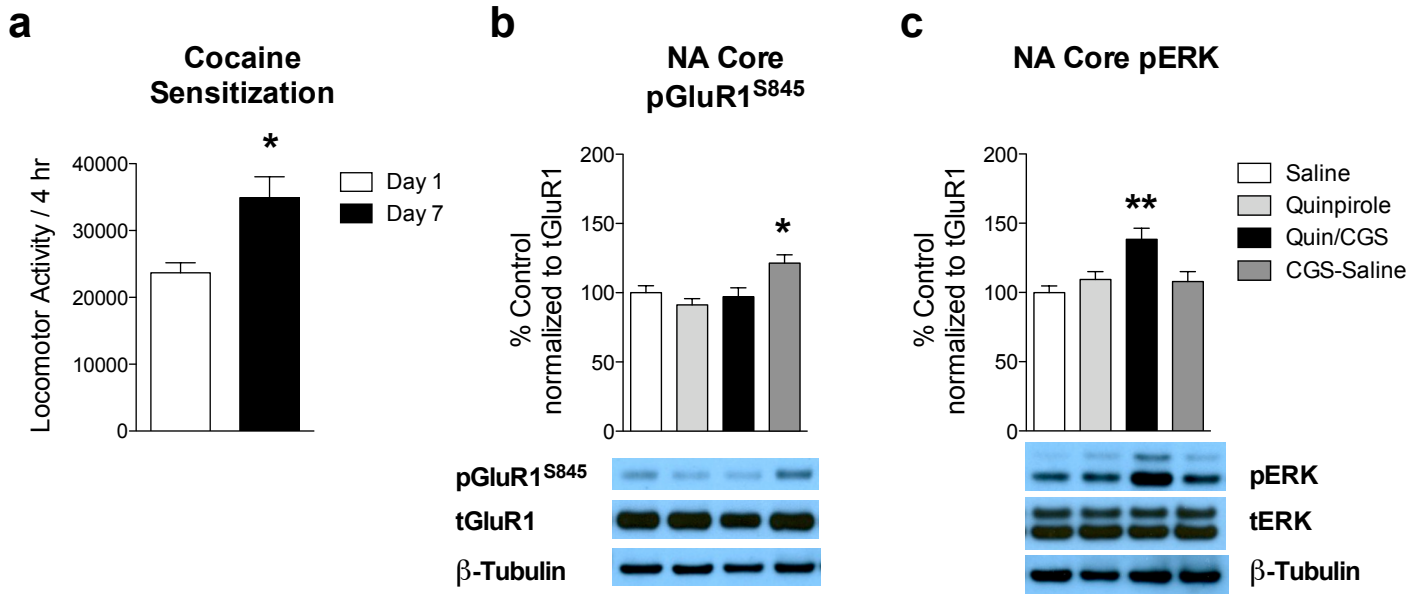 a
Cocaine
Sensitization
*
Locomotor Activity / 4 hr
40000
30000
20000
10000
0
Day 1
Day 7
b
NA Core
pGluR1S845
*
% Control
normalized to tGluR1
200
150
100
50
0
pGluR1S845
tGluR1
β-Tubulin
c
NA Core pERK
**
% Control
normalized to tGluR1
200
150
100
50
0
Saline
Quinpirole
Quin/CGS
CGS-Saline
pERK
tERK
β-Tubulin